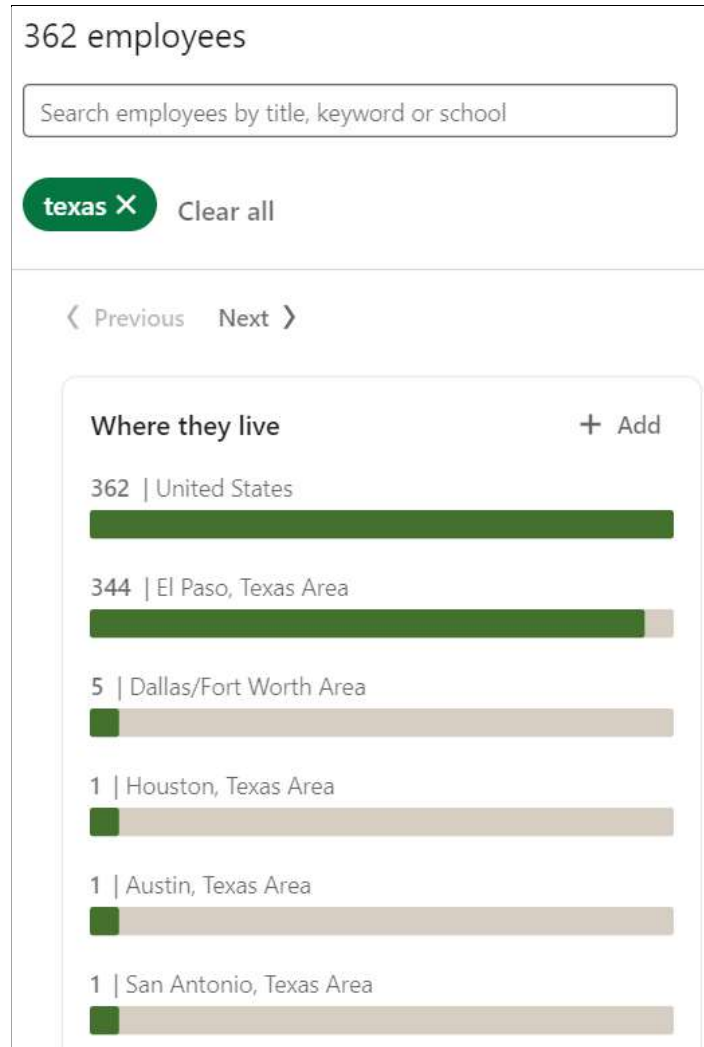 362 employees
Search employees by title, keyword or school
texas ✕ Clear all
Previous Next
Where they live + Add
362 | United States
344 | El Paso, Texas Area
5 | Dallas/Fort Worth Area
1 | Houston, Texas Area
1 | Austin, Texas Area
1 | San Antonio, Texas Area